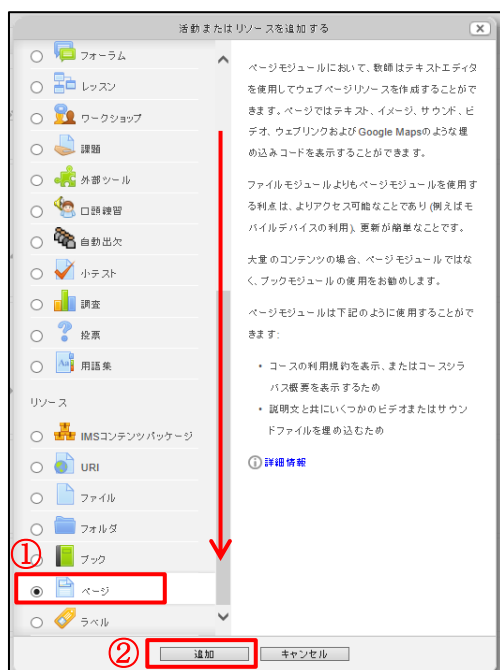 活動またはリソースを追加する
フォーラム
レッスン
ワークショップ
課題
外部ツール
口頭練習
自動出欠
小テスト
調査
投票
用語集
リソース
IMSコンテンツパッケージ
URI
ファイル
フォルダ
①
ブック
ページ
ラベル
ページモジュールにおいて、教師はテキストエディタ
を使用してウェブページリソースを作成することがで
きます。ページではテキスト、イメージ、サウンド、ビ
デオ、ウェブリンクおよびGoogle Mapsのような埋
め込みコードを表示することができます。
ファイルモジュールよりもページモジュールを使用す
る利点は、よりアクセス可能なことであり(例えばモ
バイルデバイスの利用)、更新が簡単なことです。
大量のコンテンツの場合、ページモジュールではな
く、ブックモジュールの使用をお勧めします。
ページモジュールは下記のように使用することがで
きます:
• コースの利用規約を表示、またはコースシラ
バス概要を表示するため
• 説明文と共にいくつかのビデオまたはサウン
ドファイルを埋め込むため
詳細情報
②
追加
キャンセル